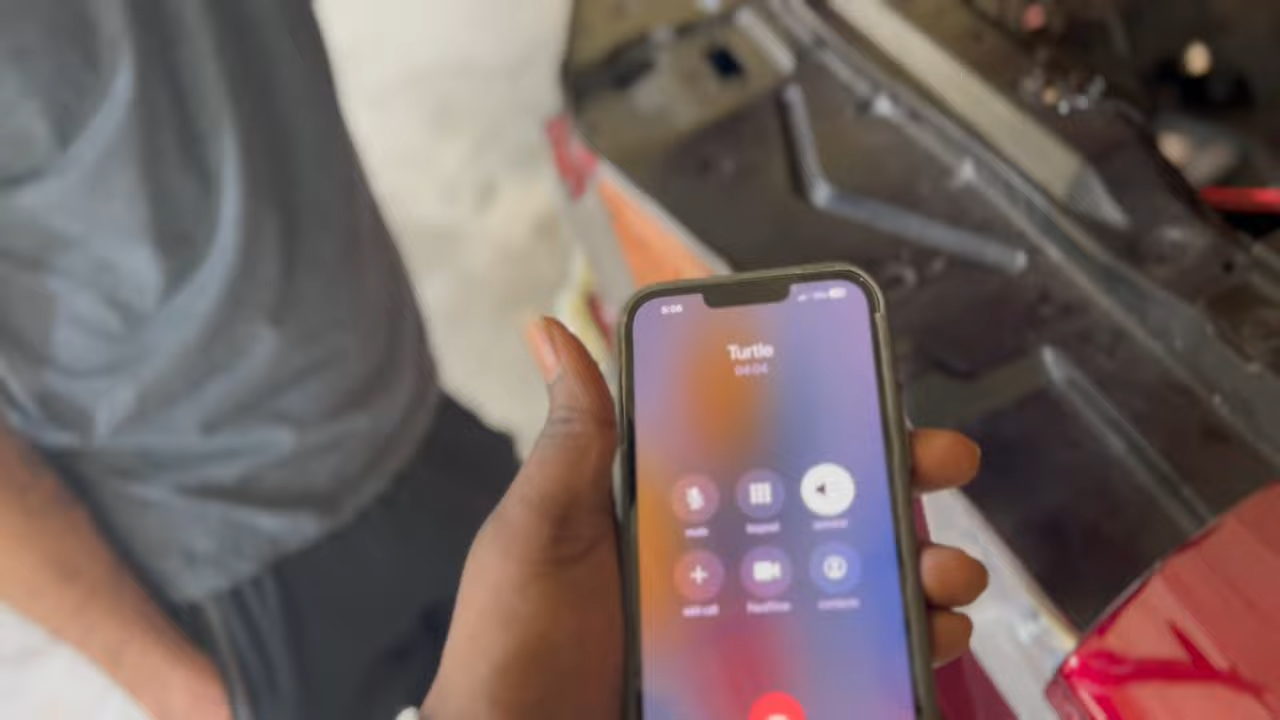 Turtle
04:04
mute
keypad
speaker
add call
FaceTime
contacts